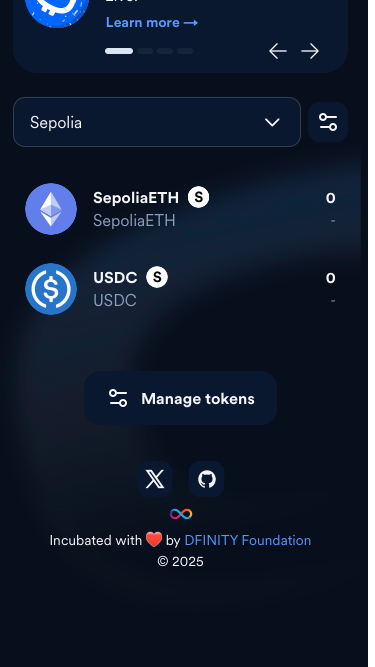 Learn more →
Sepolia
SepoliaETH S 0
SepoliaETH -
USDC S 0
USDC -
Manage tokens
Incubated with ❤️ by DFINITY Foundation
© 2025